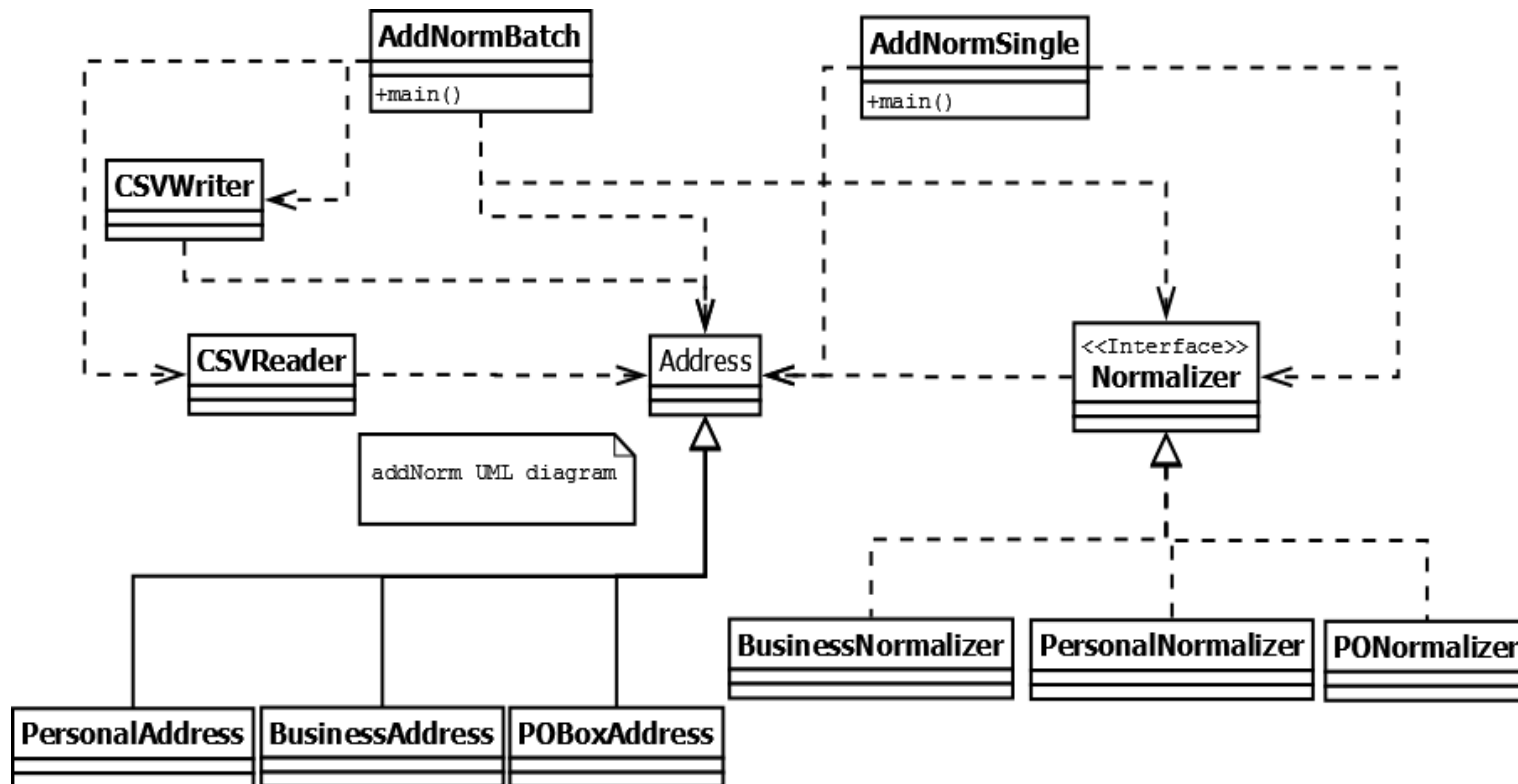 AddNormBatch
+main()
AddNormSingle
+main()
CSVWriter
CSVReader
Address
<<Interface>>
Normalizer
addNorm UML diagram
BusinessNormalizer
PersonalNormalizer
PONormalizer
PersonalAddress
BusinessAddress
POBoxAddress